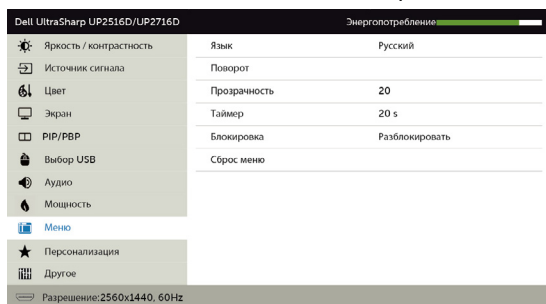 Dell UltraSharp UP2516D/UP2716D Энергопотребление
Яркость / контрастность Язык Русский
Источник сигнала Поворот
Цвет Прозрачность 20
Экран Таймер 20 s
PIP/PBP Блокировка Разблокировать
Выбор USB Сброс меню
Аудио
Мощность
Меню
Персонализация
Другое
Разрешение:2560x1440, 60Hz